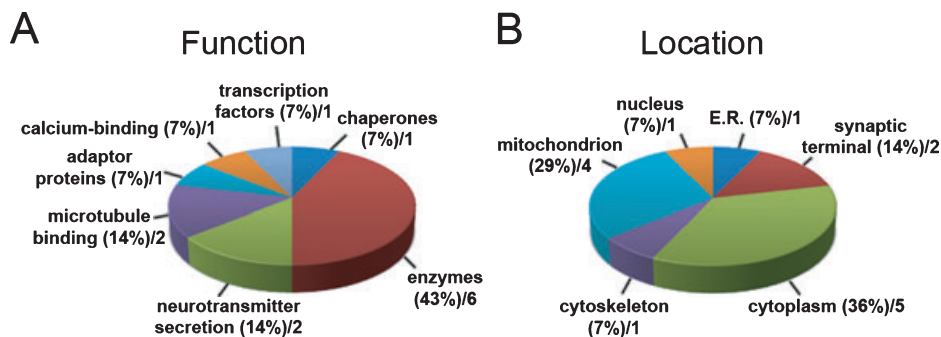 A
Function
transcription
factors (7%)/1
chaperones
(7%)/1
calcium-binding (7%)/1
adaptor
proteins (7%)/1
microtubule
binding (14%)/2
neurotransmitter
secretion (14%)/2
enzymes
(43%)/6
B
Location
nucleus
(7%)/1
E.R. (7%)/1
synaptic
terminal (14%)/2
mitochondrion
(29%)/4
cytoskeleton
(7%)/1
cytoplasm (36%)/5